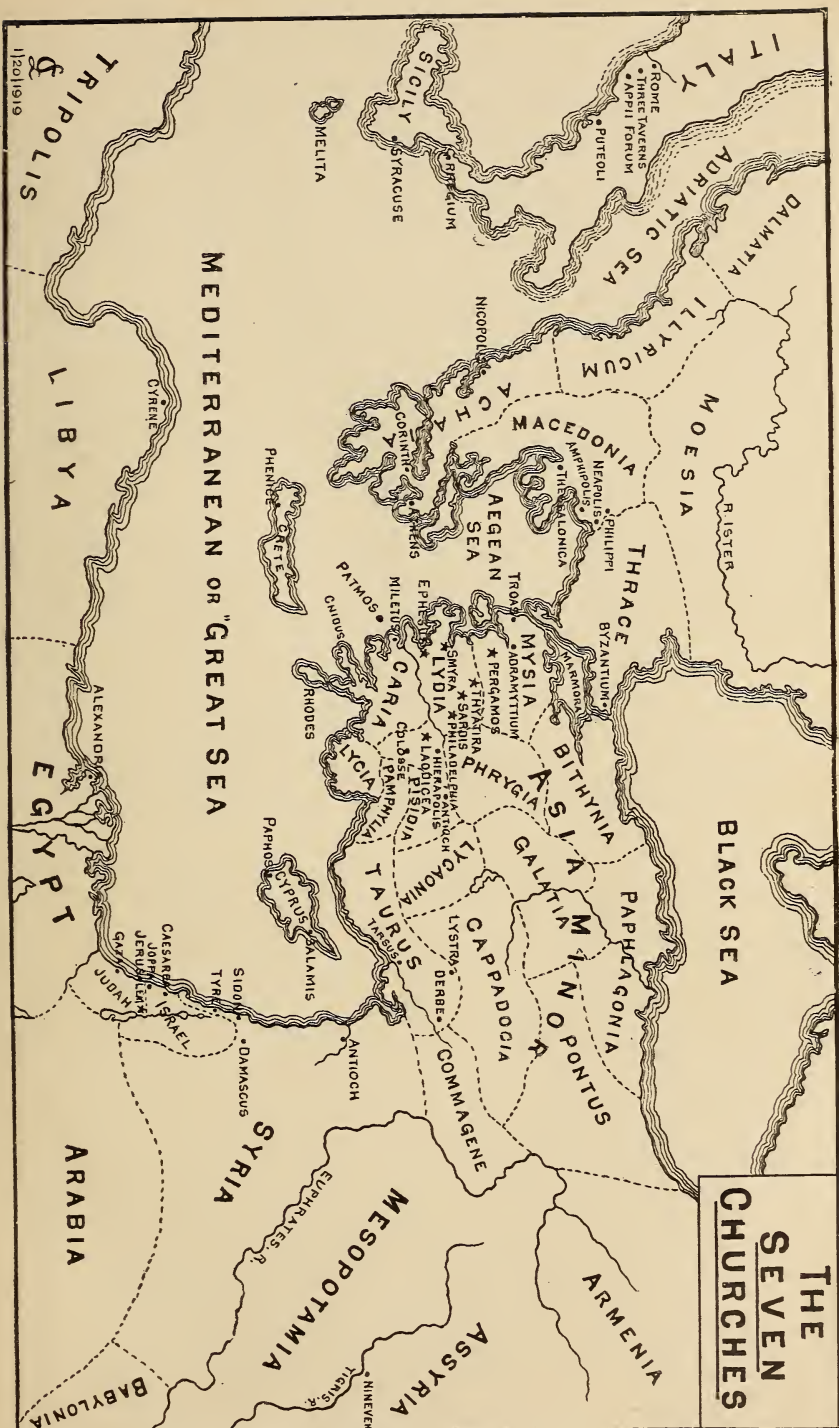 THE
SEVEN
CHURCHES
ITALY
ROME
THREE TAVERNS
APPII FORUM
PUTEOLI
ADRIATIC SEA
DALMATIA
ILLYRICUM
MOESIA
R. ISTER
SICILY
RHEGIUM
SYRACUSE
MELITA
NICOPOLIS
ACHIA
MACEDONIA
NEAPOLIS
AMPHIPOLIS
PHILIPPI
THRACE
BYZANTIUM
MARMORA
CORINTH
ATHENS
AEGEAN
SEA
BLACK SEA
TROAS
MYSIA
ADRAMYTTIUM
PERGAMOS
THYATIRA
SARDIS
SMYRA
PHILADELPHIA
LYDIA
EPHESUS
MILETUS
PATMOS
CNIDUS
CARIA
RHODES
LAODICEA
HIERAPOLIS
ANTIOCH
COLOSSE
PISIDIA
LYCIA
PAMPHYLIA
PHRYGIA
BITHYNIA
ASIA MINOR
GALATIA
PAPHLAGONIA
PONTUS
LYCAONIA
CAPPADOCIA
LYSTRA
DERBE
TAURUS
TARSUS
COMMAGENE
ARMENIA
PHENICE
CRETE
PAPHOS
CYPRUS
SALAMIS
MEDITERRANEAN OR "GREAT SEA
ANTIOCH
SYRIA
MESOPOTAMIA
EUPHRATES. R.
ASSYRIA
TIGRIS. R.
NINEVEH
DAMASCUS
SIDON
TYRE
ISRAEL
CAESAREA
JOPPA
JERUSALEM
GAZA
JUDAH
ARABIA
BABYLONIA
TRIPOLIS
LIBYA
CYRENE
ALEXANDRIA
EGYPT
1/20/1919